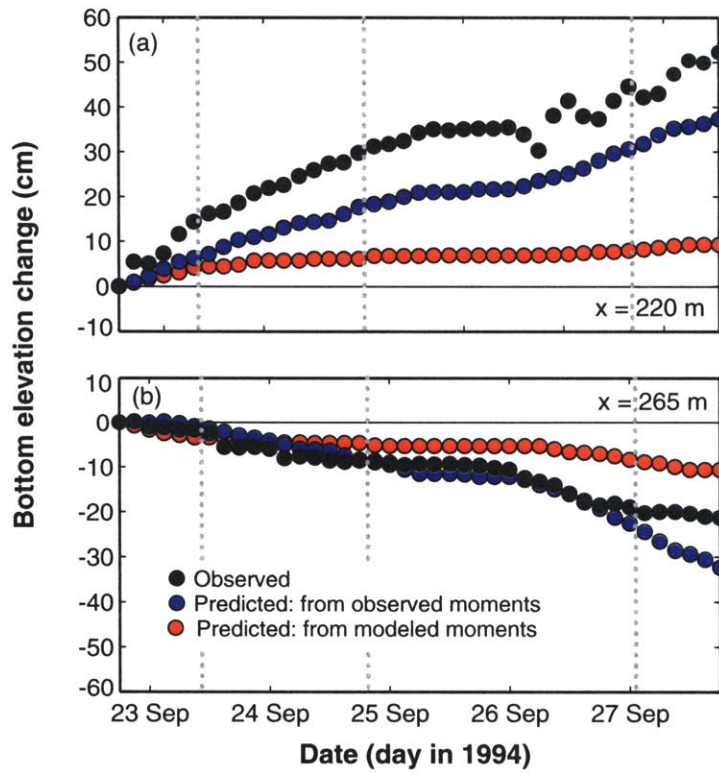 60
(a)
50
40
30
20
10
0
-10
x = 220 m
Bottom elevation change (cm)
10
(b)
x = 265 m
0
-10
-20
-30
-40
-50
-60
Observed
Predicted: from observed moments
Predicted: from modeled moments
23 Sep 24 Sep 25 Sep 26 Sep 27 Sep
Date (day in 1994)